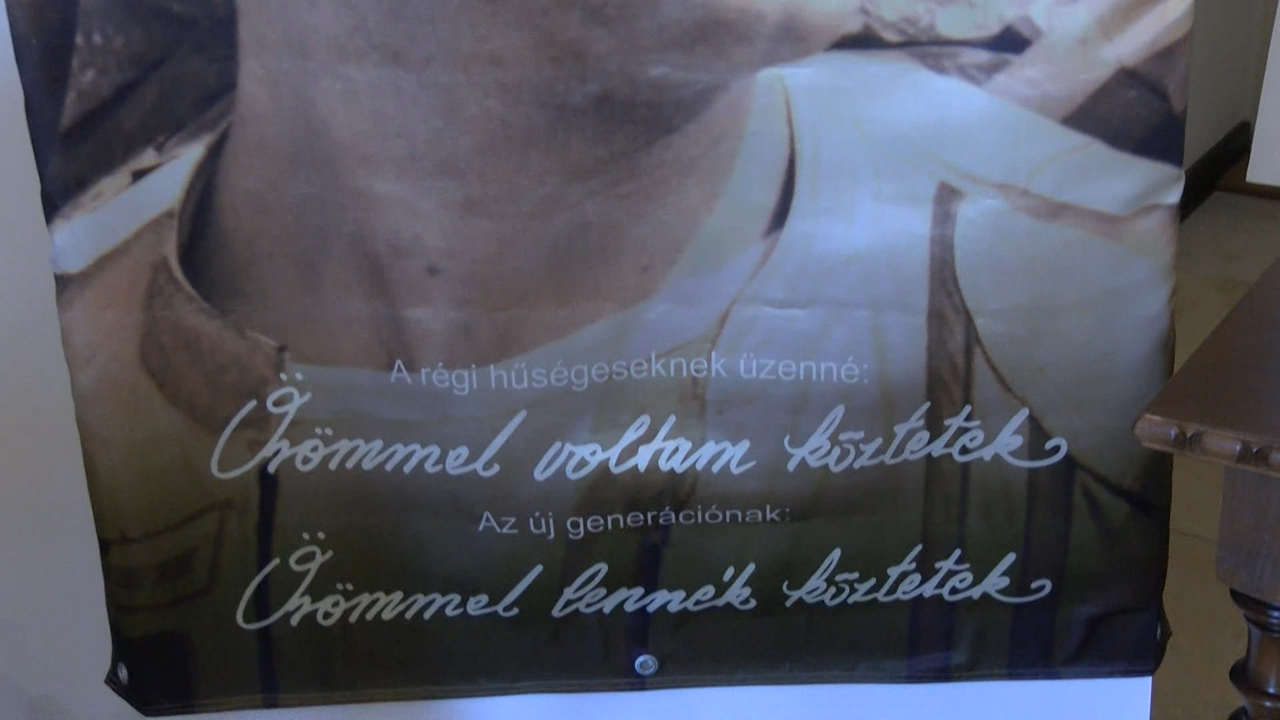 A régi hűségeseknek üzenné:
Örömmel voltam köztetek
Az új generációnak:
Örömmel lennék köztetek